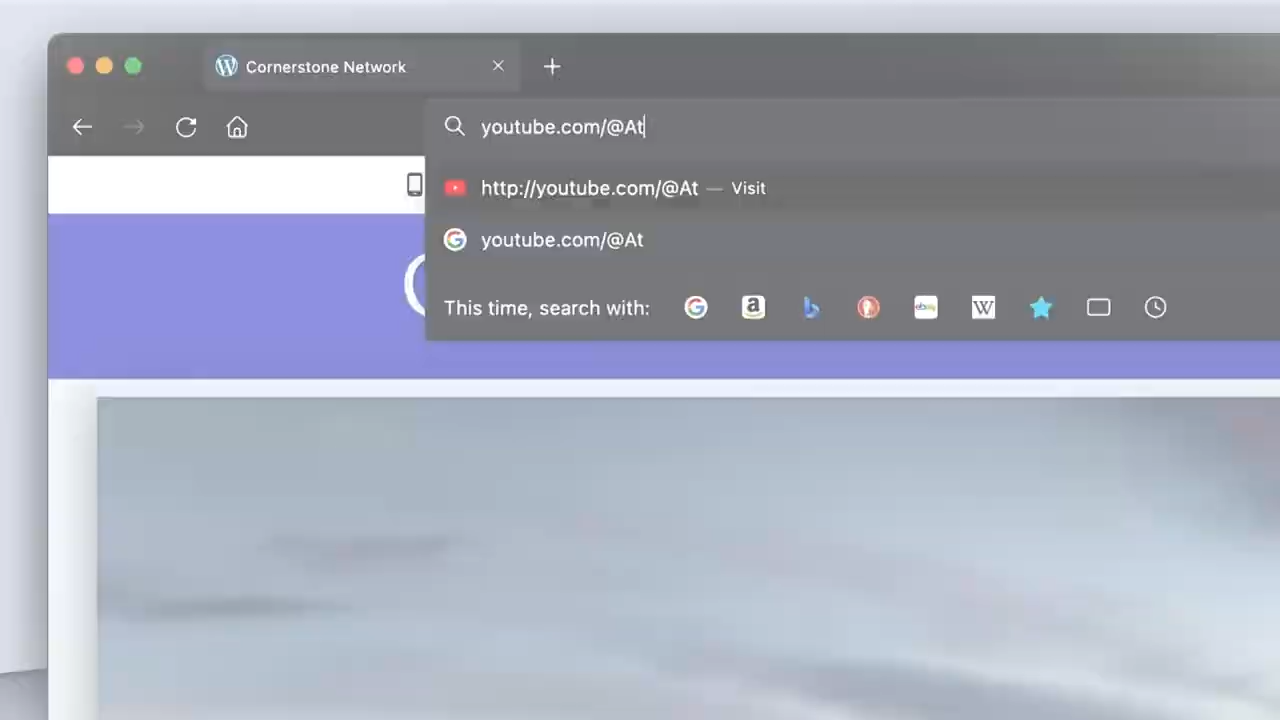 Cornerstone Network
youtube.com/@At
http://youtube.com/@At — Visit
youtube.com/@At
This time, search with: